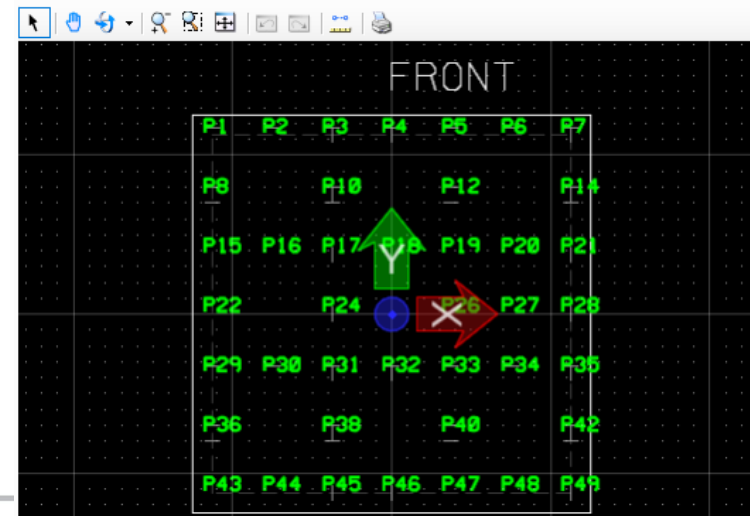 FRONT
P1 P2 P3 P4 P5 P6 P7
P8 P10 P12 P14
P15 P16 P17 P18 P19 P20 P21
Y
P22 P24 X P26 P27 P28
P29 P30 P31 P32 P33 P34 P35
P36 P38 P40 P42
P43 P44 P45 P46 P47 P48 P49